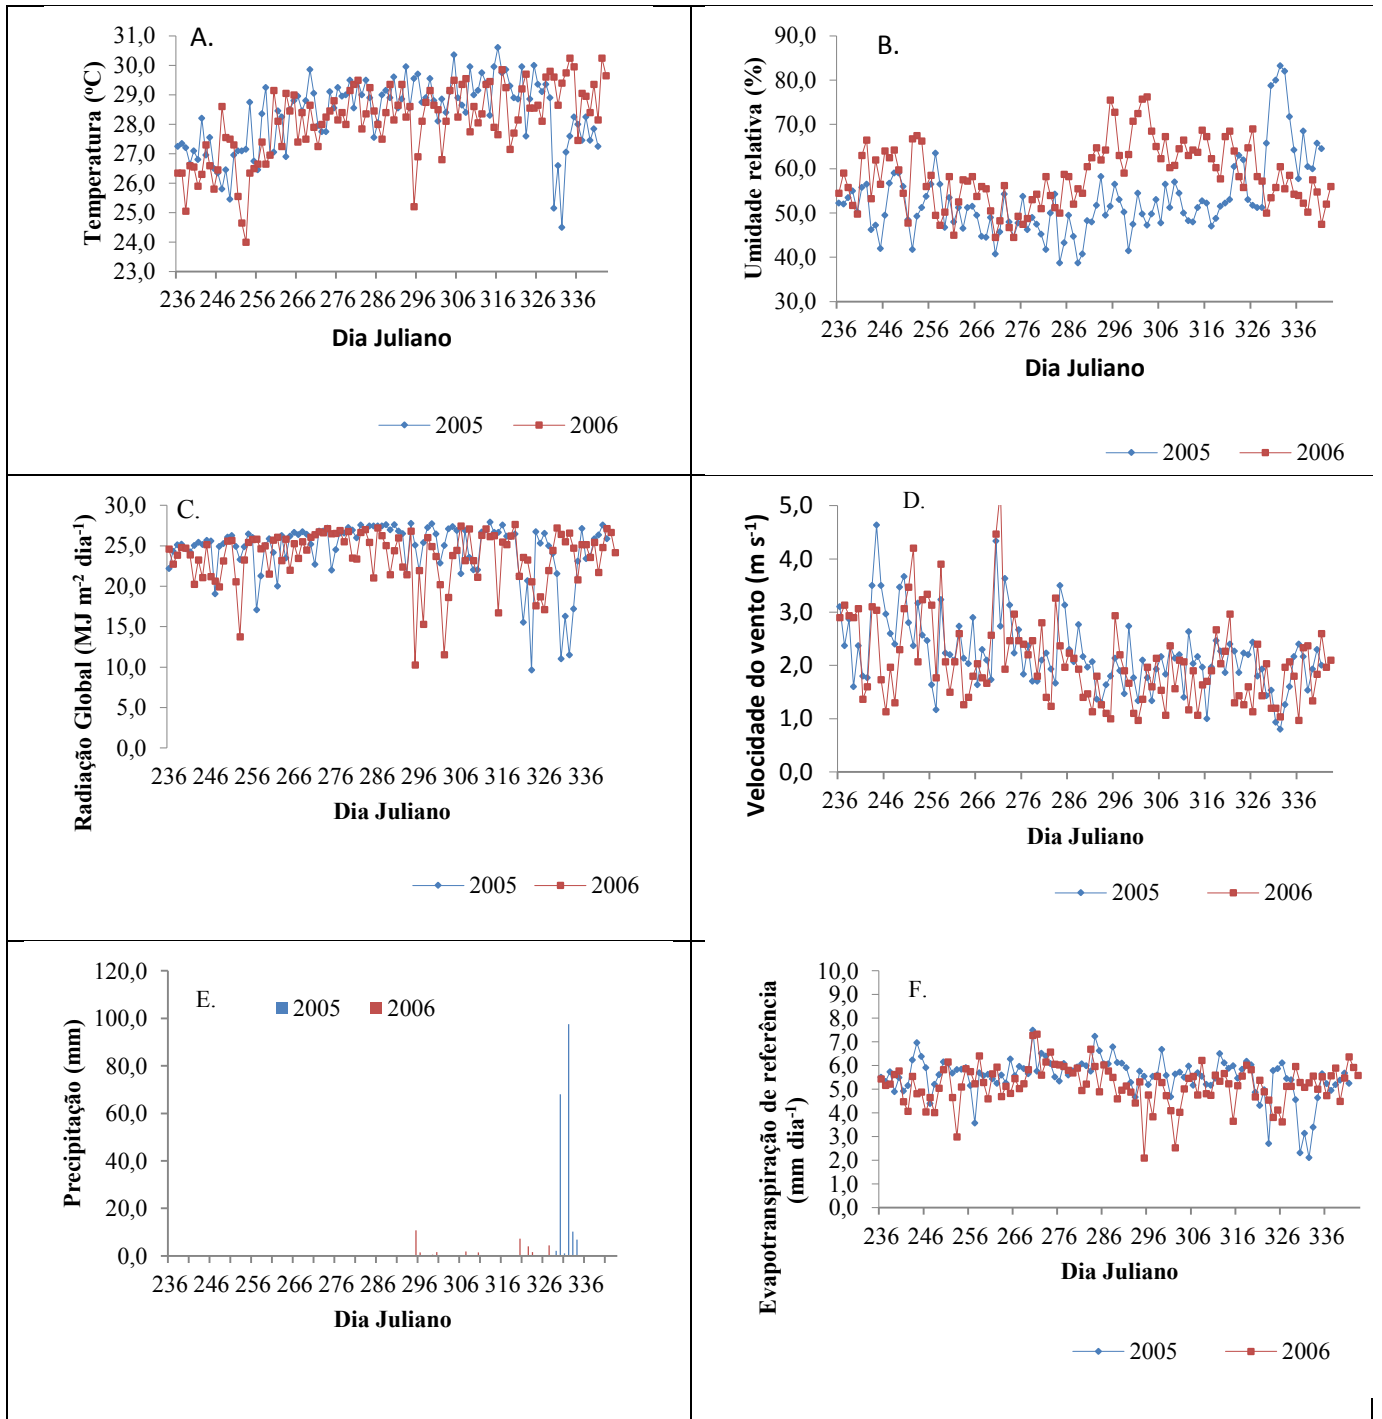 A.
Temperatura (ºC)
31,0
30,0
29,0
28,0
27,0
26,0
25,0
24,0
23,0
236 246 256 266 276 286 296 306 316 326 336
Dia Juliano
2005 2006
B.
Umidade relativa (%)
90,0
80,0
70,0
60,0
50,0
40,0
30,0
236 246 256 266 276 286 296 306 316 326 336
Dia Juliano
2005 2006
C.
Radiação Global (MJ m-2 dia-1)
30,0
25,0
20,0
15,0
10,0
5,0
0,0
236 246 256 266 276 286 296 306 316 326 336
Dia Juliano
2005 2006
D.
Velocidade do vento (m s-1)
5,0
4,0
3,0
2,0
1,0
0,0
236 246 256 266 276 286 296 306 316 326 336
Dia Juliano
2005 2006
E.
2005 2006
Precipitação (mm)
120,0
100,0
80,0
60,0
40,0
20,0
0,0
236 246 256 266 276 286 296 306 316 326 336
Dia Juliano
F.
Evapotranspiração de referência
(mm dia-1)
10,0
9,0
8,0
7,0
6,0
5,0
4,0
3,0
2,0
1,0
0,0
236 246 256 266 276 286 296 306 316 326 336
Dia Juliano
2005 2006